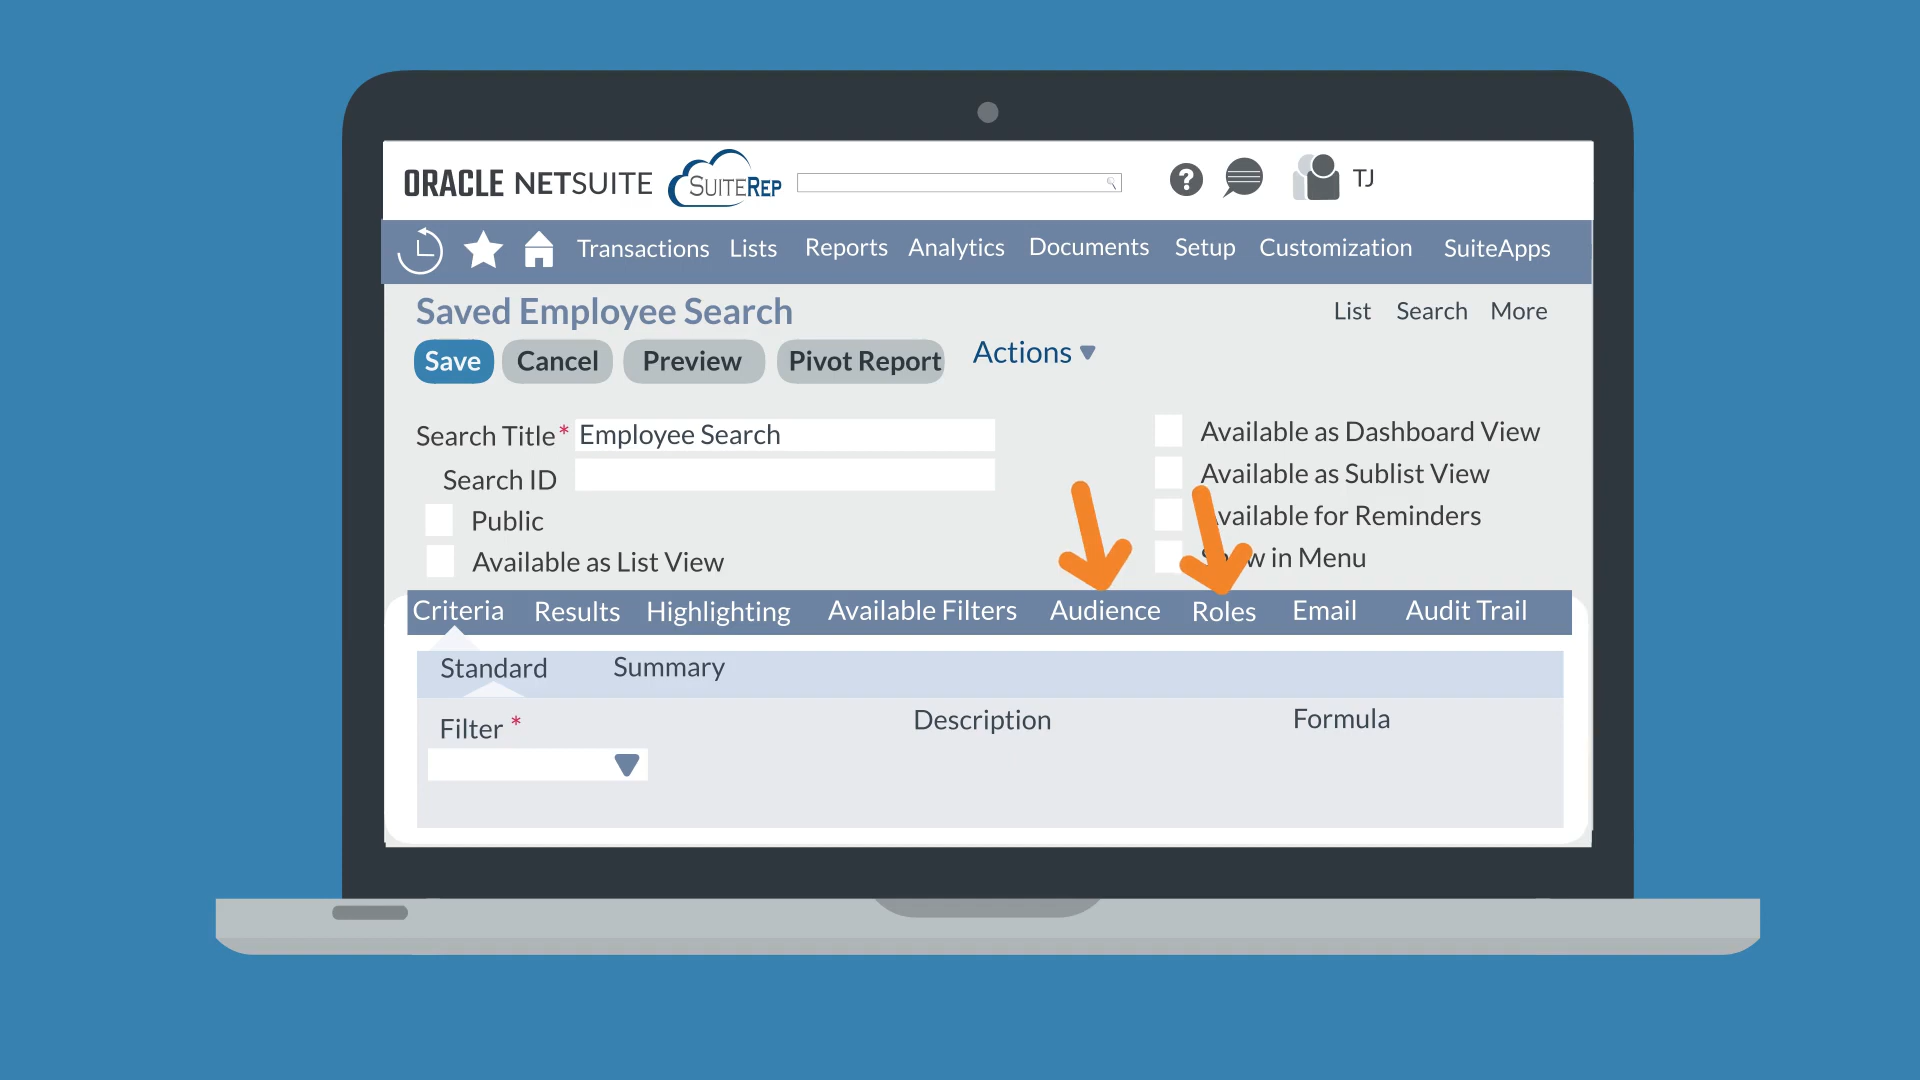 ORACLE NETSUITE SUITEREP ? TJ
Transactions Lists Reports Analytics Documents Setup Customization SuiteApps
Saved Employee Search List Search More
Save Cancel Preview Pivot Report Actions
Search Title* Employee Search
Search ID
Public
Available as List View
Available as Dashboard View
Available as Sublist View
vailable for Reminders
w in Menu
Criteria Results Highlighting Available Filters Audience Roles Email Audit Trail
Standard Summary
Filter * Description Formula